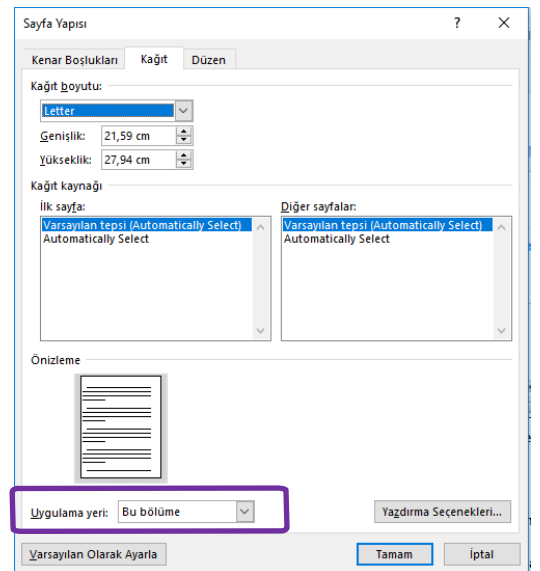 Sayfa Yapısı ? ×
Kenar Boşlukları Kağıt Düzen
Kağıt boyutu:
Letter
Genişlik: 21,59 cm
Yükseklik: 27,94 cm
Kağıt kaynağı
İlk sayfa: Diğer sayfalar:
Varsayılan tepsi (Automatically Select) Varsayılan tepsi (Automatically Select)
Automatically Select Automatically Select
Önizleme
Uygulama yeri: Bu bölüme Yazdırma Seçenekleri...
Varsayılan Olarak Ayarla Tamam İptal